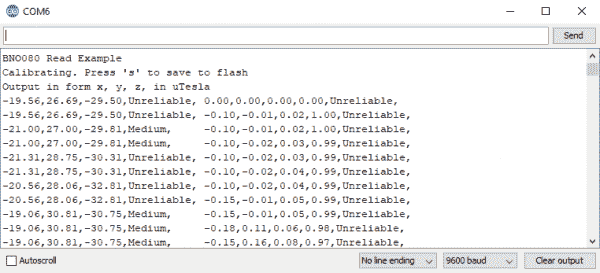 COM6
Send
BNO080 Read Example
Calibrating. Press 's' to save to flash
Output in form x, y, z, in uTesla
-19.56,26.69,-29.50,Unreliable, 0.00,0.00,0.00,0.00,Unreliable,
-19.56,26.69,-29.50,Unreliable, -0.10,-0.01,0.02,1.00,Unreliable,
-21.00,27.00,-29.81,Medium, -0.10,-0.01,0.02,1.00,Unreliable,
-21.00,27.00,-29.81,Medium, -0.10,-0.02,0.03,0.99,Unreliable,
-21.31,28.75,-30.31,Unreliable, -0.10,-0.02,0.03,0.99,Unreliable,
-21.31,28.75,-30.31,Unreliable, -0.10,-0.02,0.04,0.99,Unreliable,
-20.56,28.06,-32.81,Unreliable, -0.10,-0.02,0.04,0.99,Unreliable,
-20.56,28.06,-32.81,Unreliable, -0.15,-0.01,0.05,0.99,Unreliable,
-19.06,30.81,-30.75,Medium, -0.15,-0.01,0.05,0.99,Unreliable,
-19.06,30.81,-30.75,Medium, -0.18,0.11,0.06,0.98,Unreliable,
-19.06,30.81,-30.75,Medium, -0.15,0.16,0.08,0.97,Unreliable,
Autoscroll No line ending 9600 baud Clear output